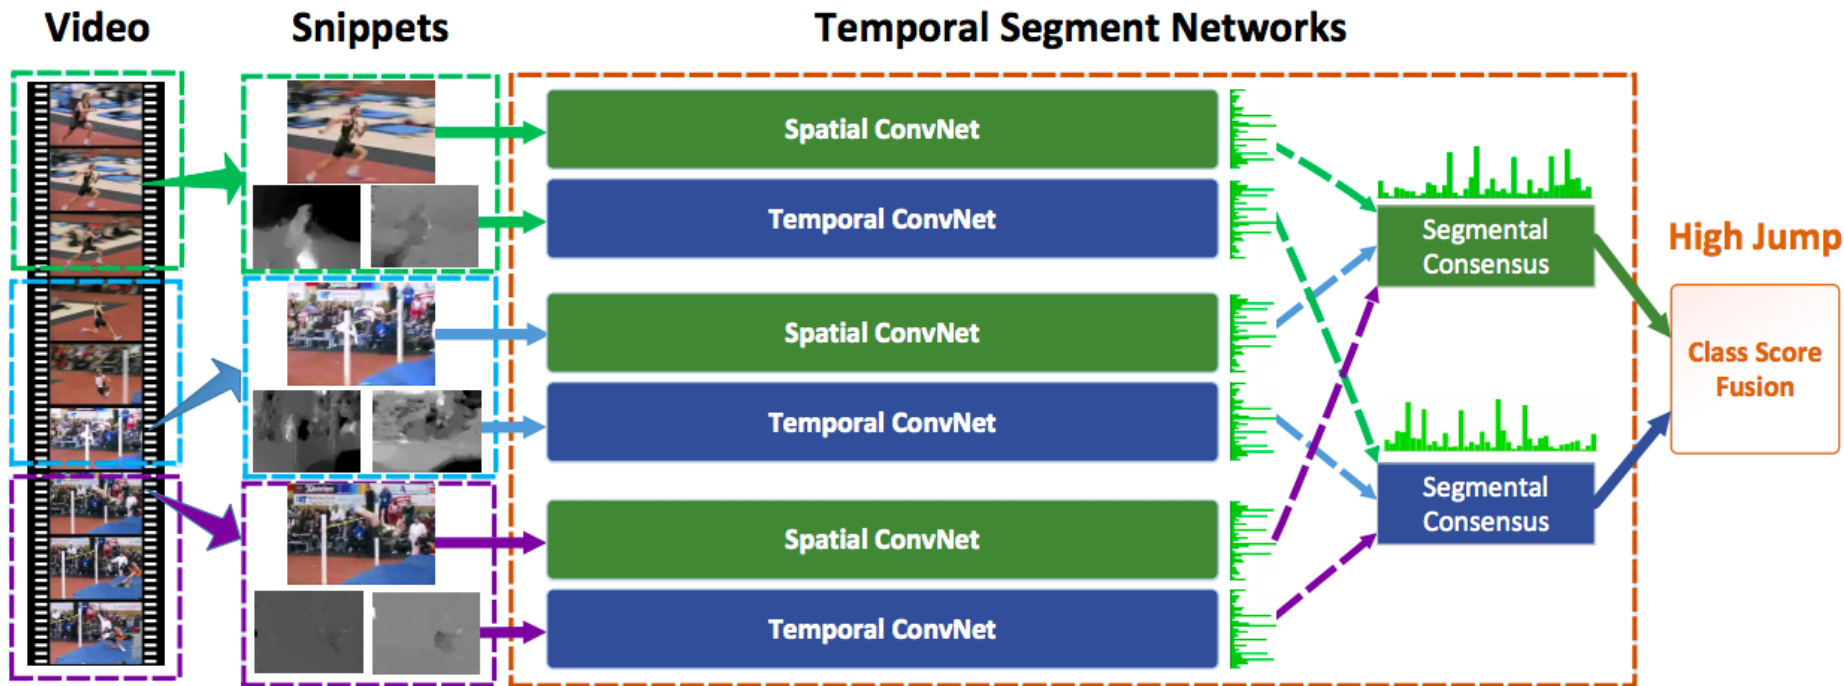 Video
Snippets
Temporal Segment Networks
Spatial ConvNet
Temporal ConvNet
Spatial ConvNet
Temporal ConvNet
Spatial ConvNet
Temporal ConvNet
Segmental
Consensus
Segmental
Consensus
High Jump
Class Score
Fusion